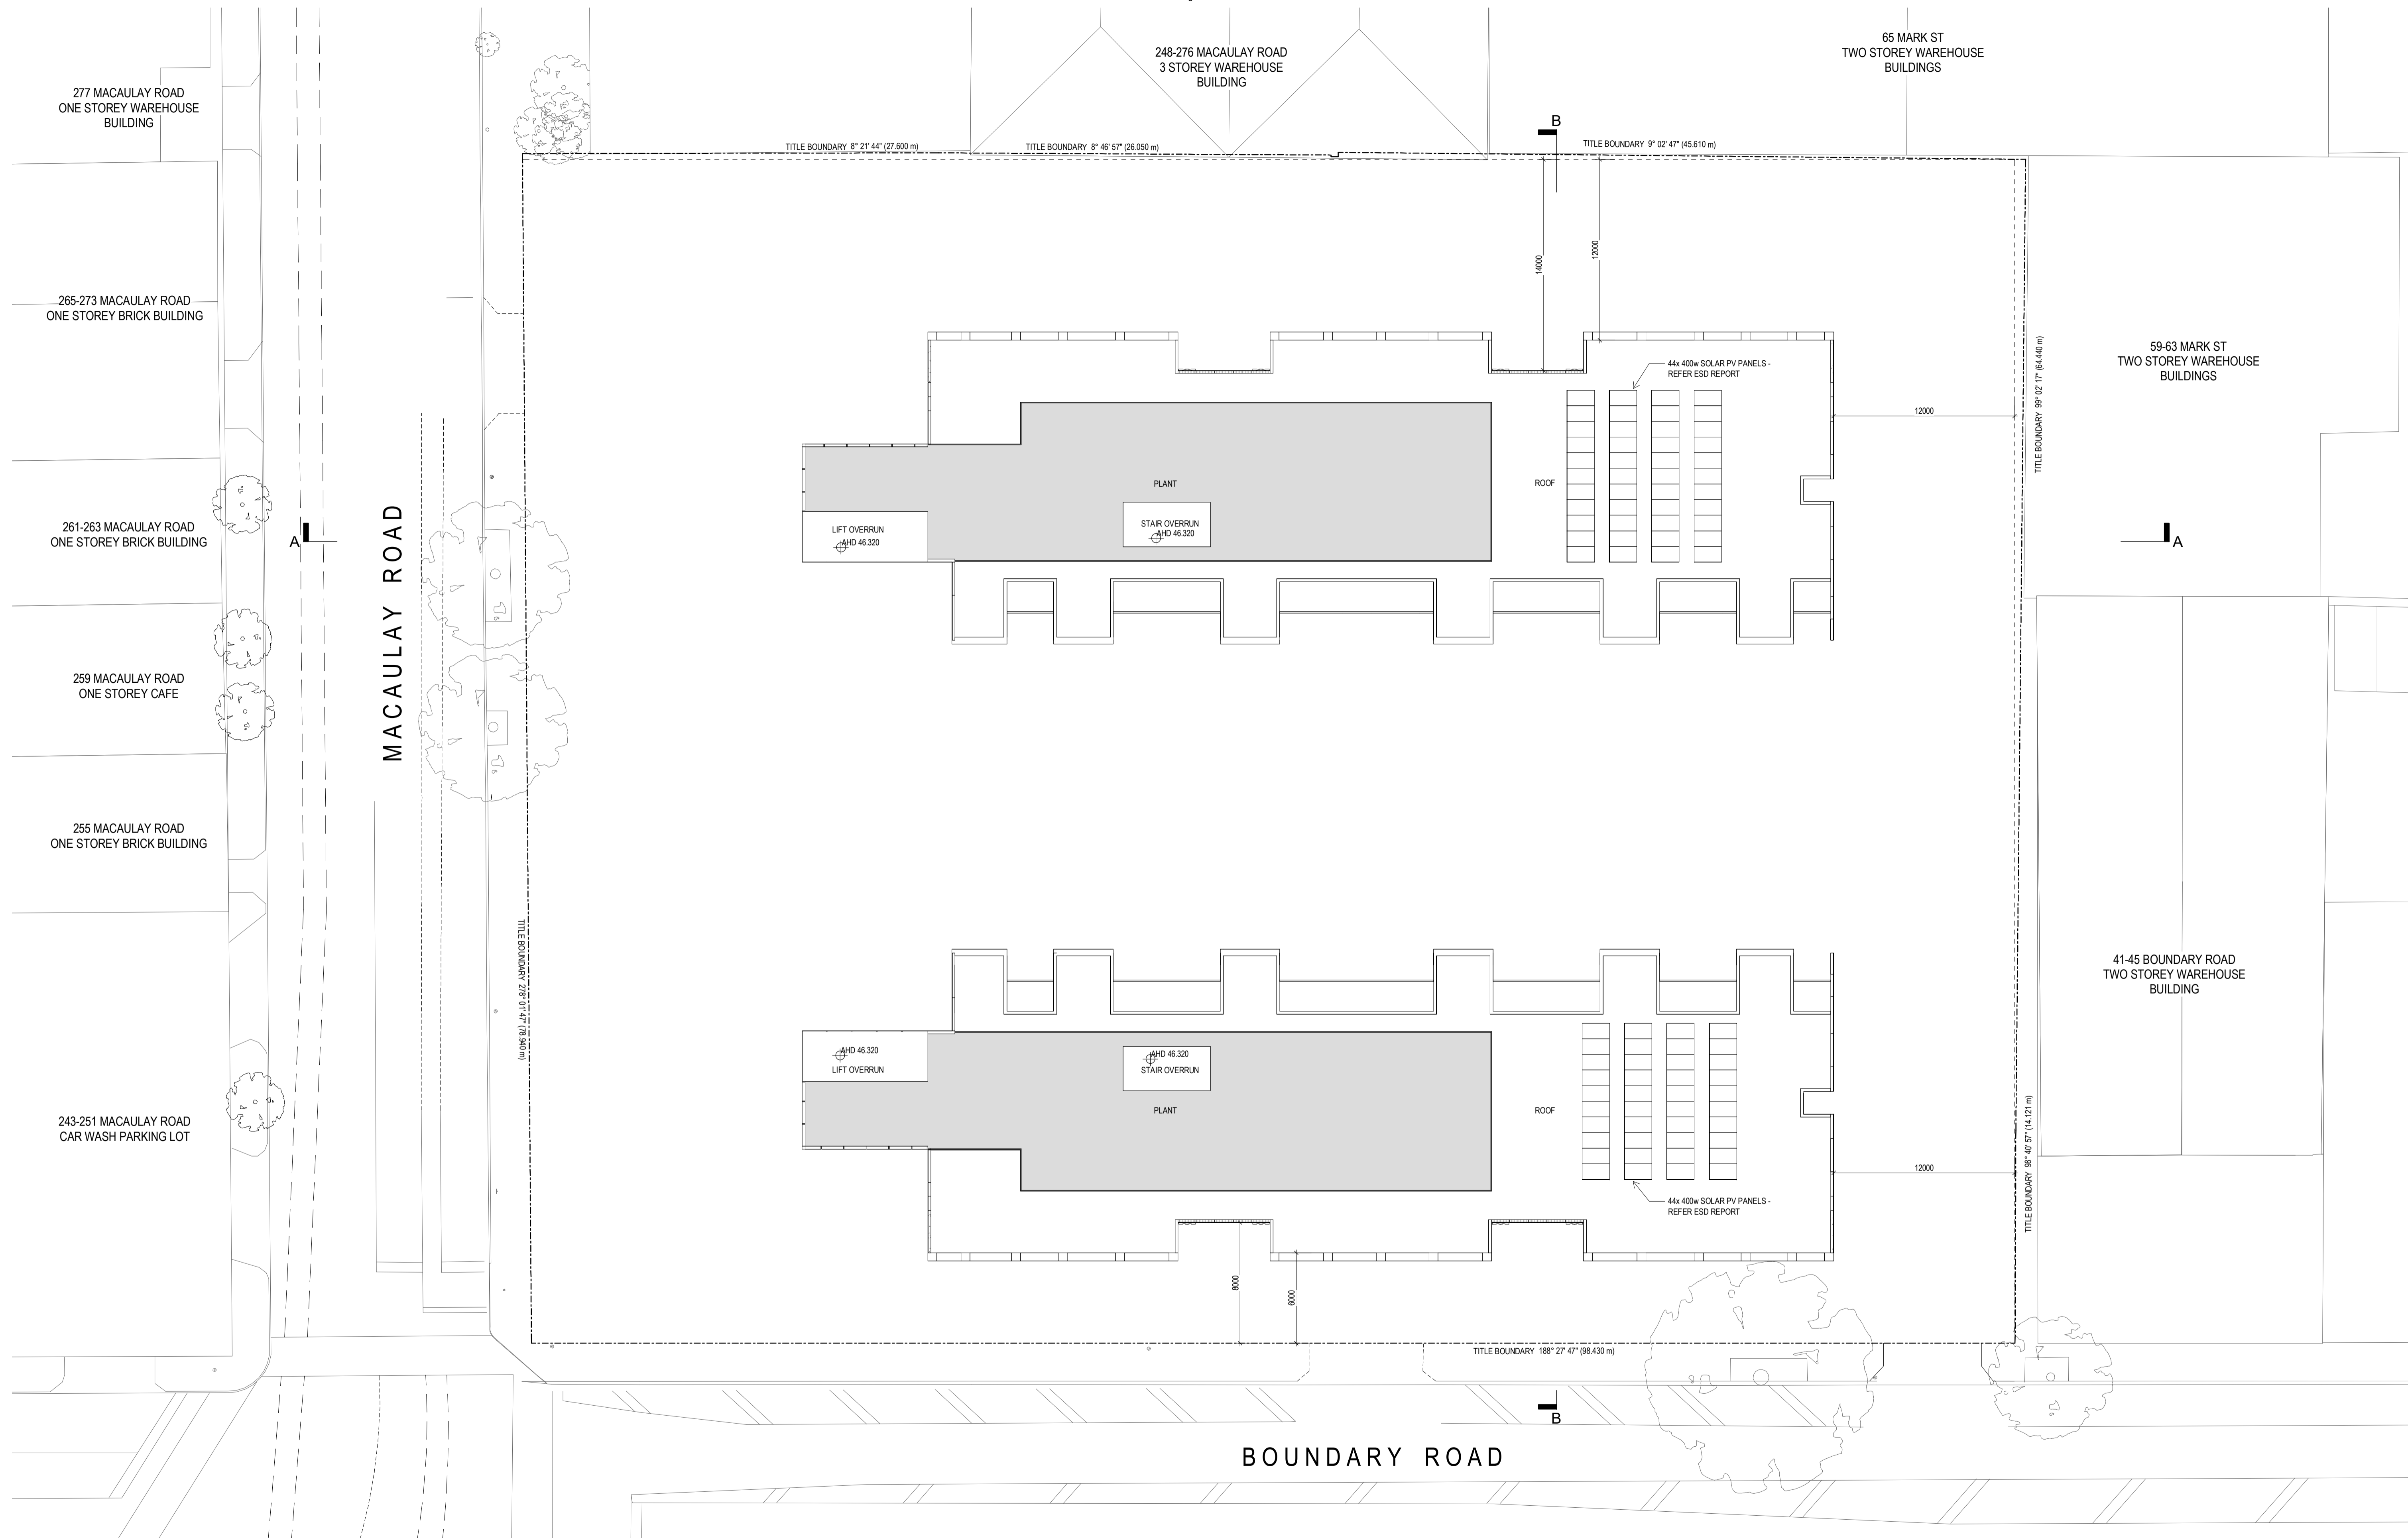 248-276 MACAULAY ROAD
3 STOREY WAREHOUSE
BUILDING
65 MARK ST
TWO STOREY WAREHOUSE
BUILDINGS
277 MACAULAY ROAD
ONE STOREY WAREHOUSE
BUILDING
B
TITLE BOUNDARY 8° 21' 44" (27.600 m)
TITLE BOUNDARY 8° 46' 57" (26.050 m)
TITLE BOUNDARY 9° 02' 47" (45.610 m)
14000
12000
265-273 MACAULAY ROAD
ONE STOREY BRICK BUILDING
44x 400w SOLAR PV PANELS -
REFER ESD REPORT
59-63 MARK ST
TWO STOREY WAREHOUSE
BUILDINGS
TITLE BOUNDARY 99° 02' 17" (64.440 m)
12000
PLANT
ROOF
261-263 MACAULAY ROAD
ONE STOREY BRICK BUILDING
A
MACAULAY ROAD
LIFT OVERRUN
AHD 46.320
STAIR OVERRUN
AHD 46.320
A
259 MACAULAY ROAD
ONE STOREY CAFE
255 MACAULAY ROAD
ONE STOREY BRICK BUILDING
TITLE BOUNDARY 278° 01' 47" (78.940 m)
41-45 BOUNDARY ROAD
TWO STOREY WAREHOUSE
BUILDING
AHD 46.320
LIFT OVERRUN
AHD 46.320
STAIR OVERRUN
PLANT
ROOF
243-251 MACAULAY ROAD
CAR WASH PARKING LOT
TITLE BOUNDARY 98° 40' 57" (14.121 m)
12000
44x 400w SOLAR PV PANELS -
REFER ESD REPORT
8000
6000
TITLE BOUNDARY 188° 27' 47" (98.430 m)
B
BOUNDARY ROAD